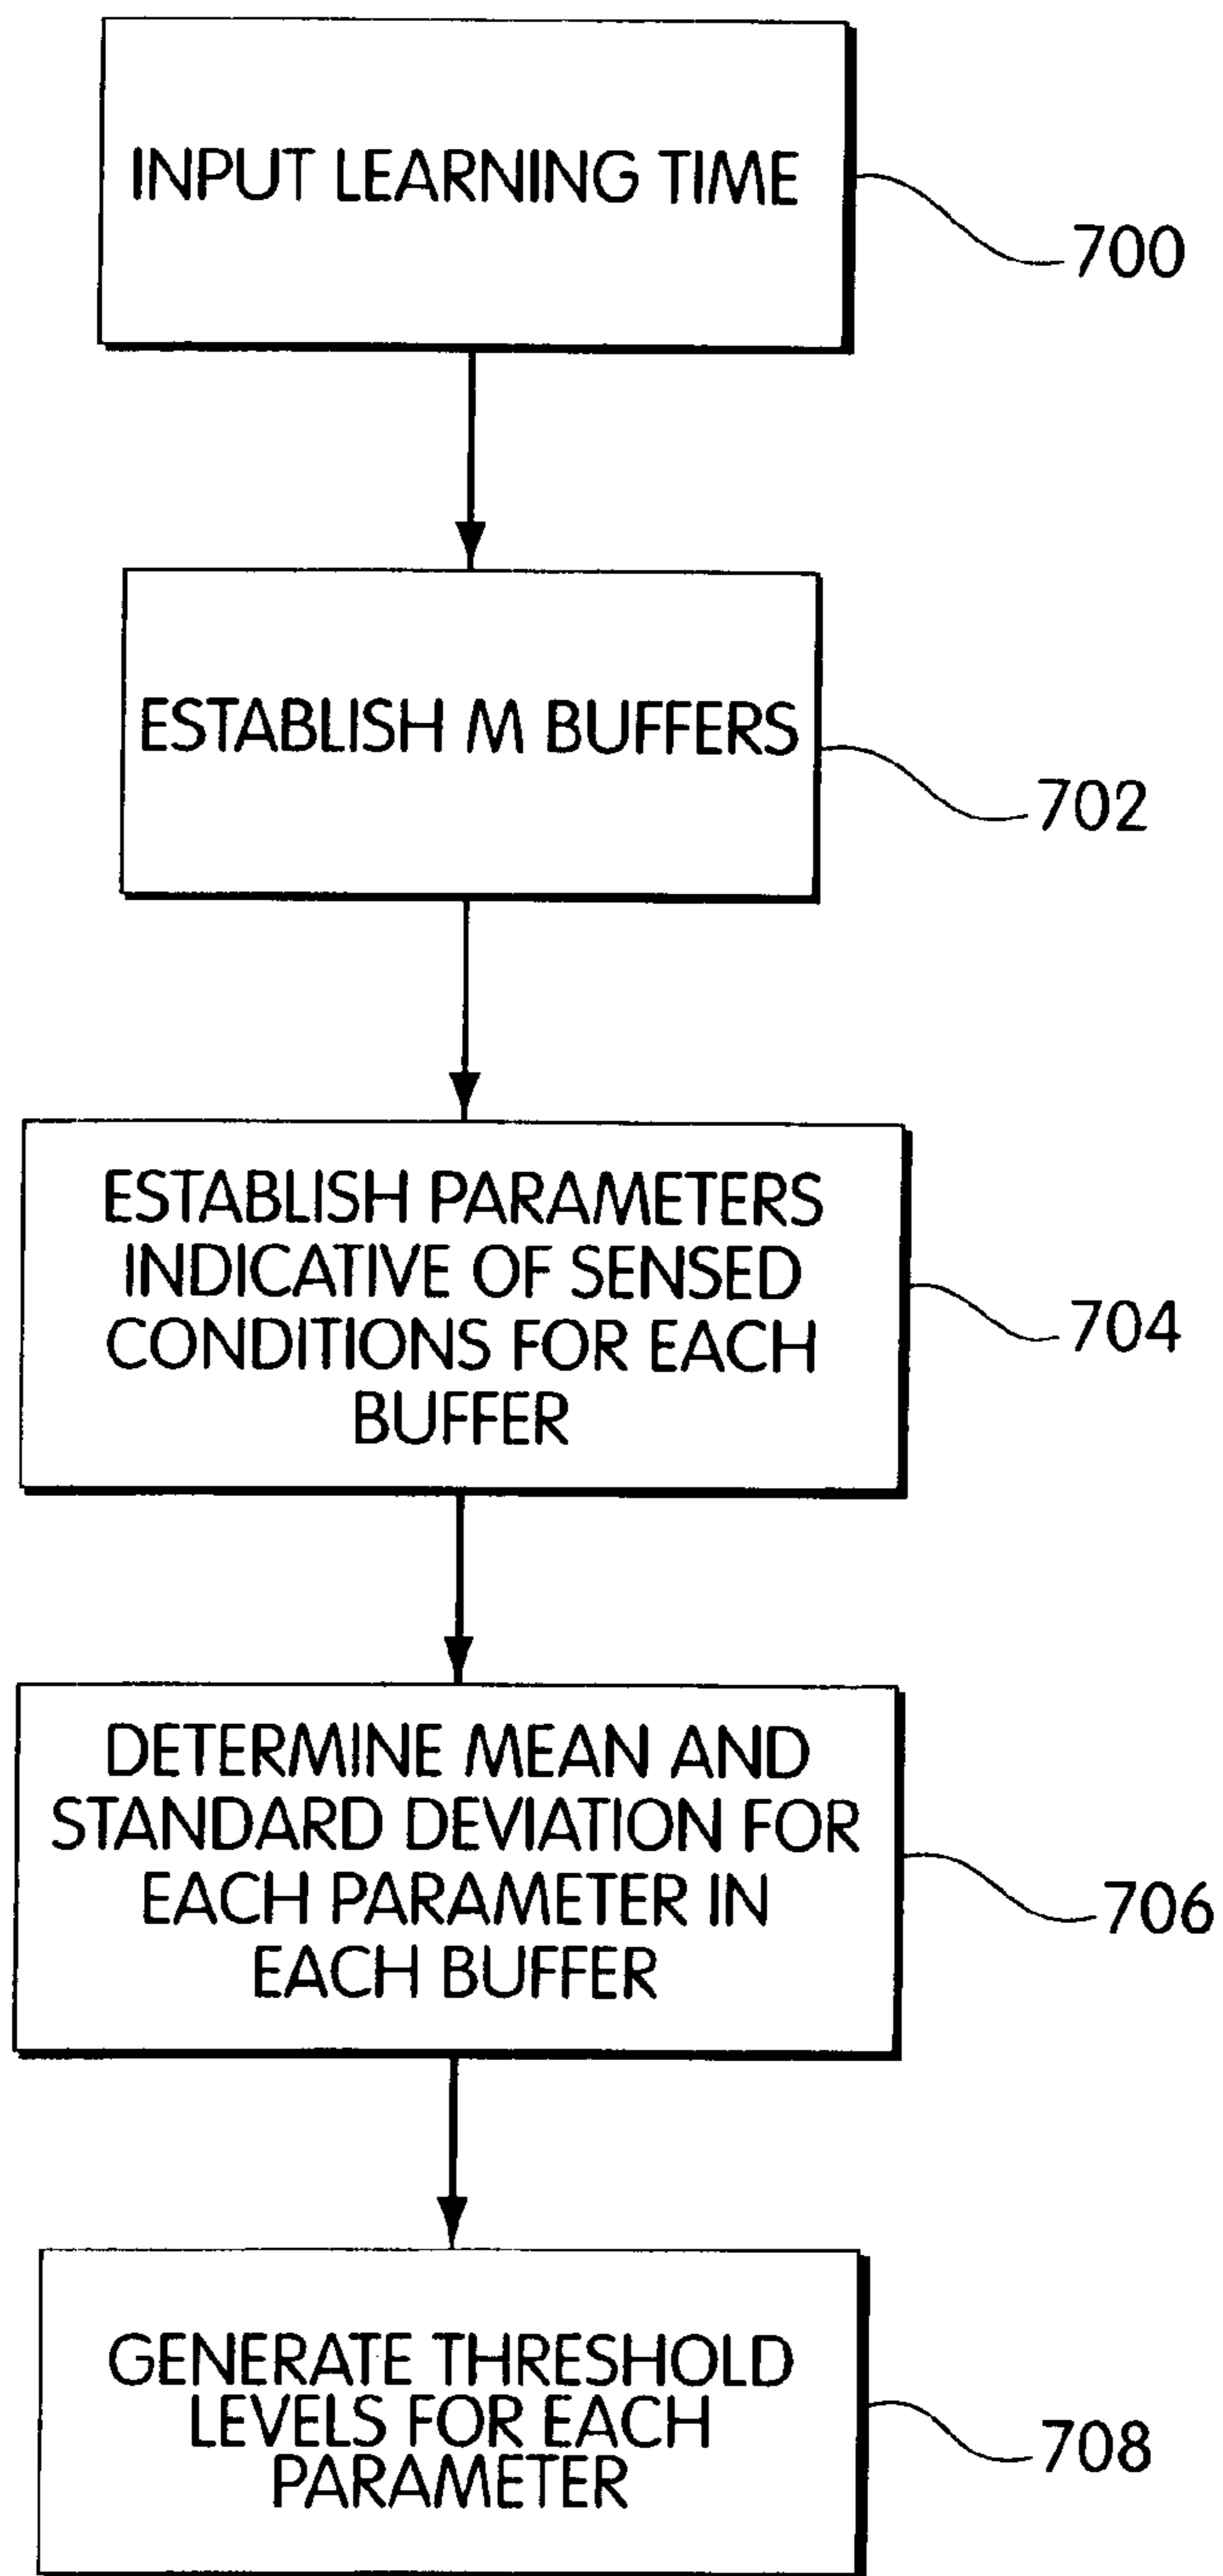 INPUT LEARNING TIME
700
ESTABLISH M BUFFERS
702
ESTABLISH PARAMETERS
INDICATIVE OF SENSED
CONDITIONS FOR EACH
BUFFER
704
DETERMINE MEAN AND
STANDARD DEVIATION FOR
EACH PARAMETER IN
EACH BUFFER
706
GENERATE THRESHOLD
LEVELS FOR EACH
PARAMETER
708